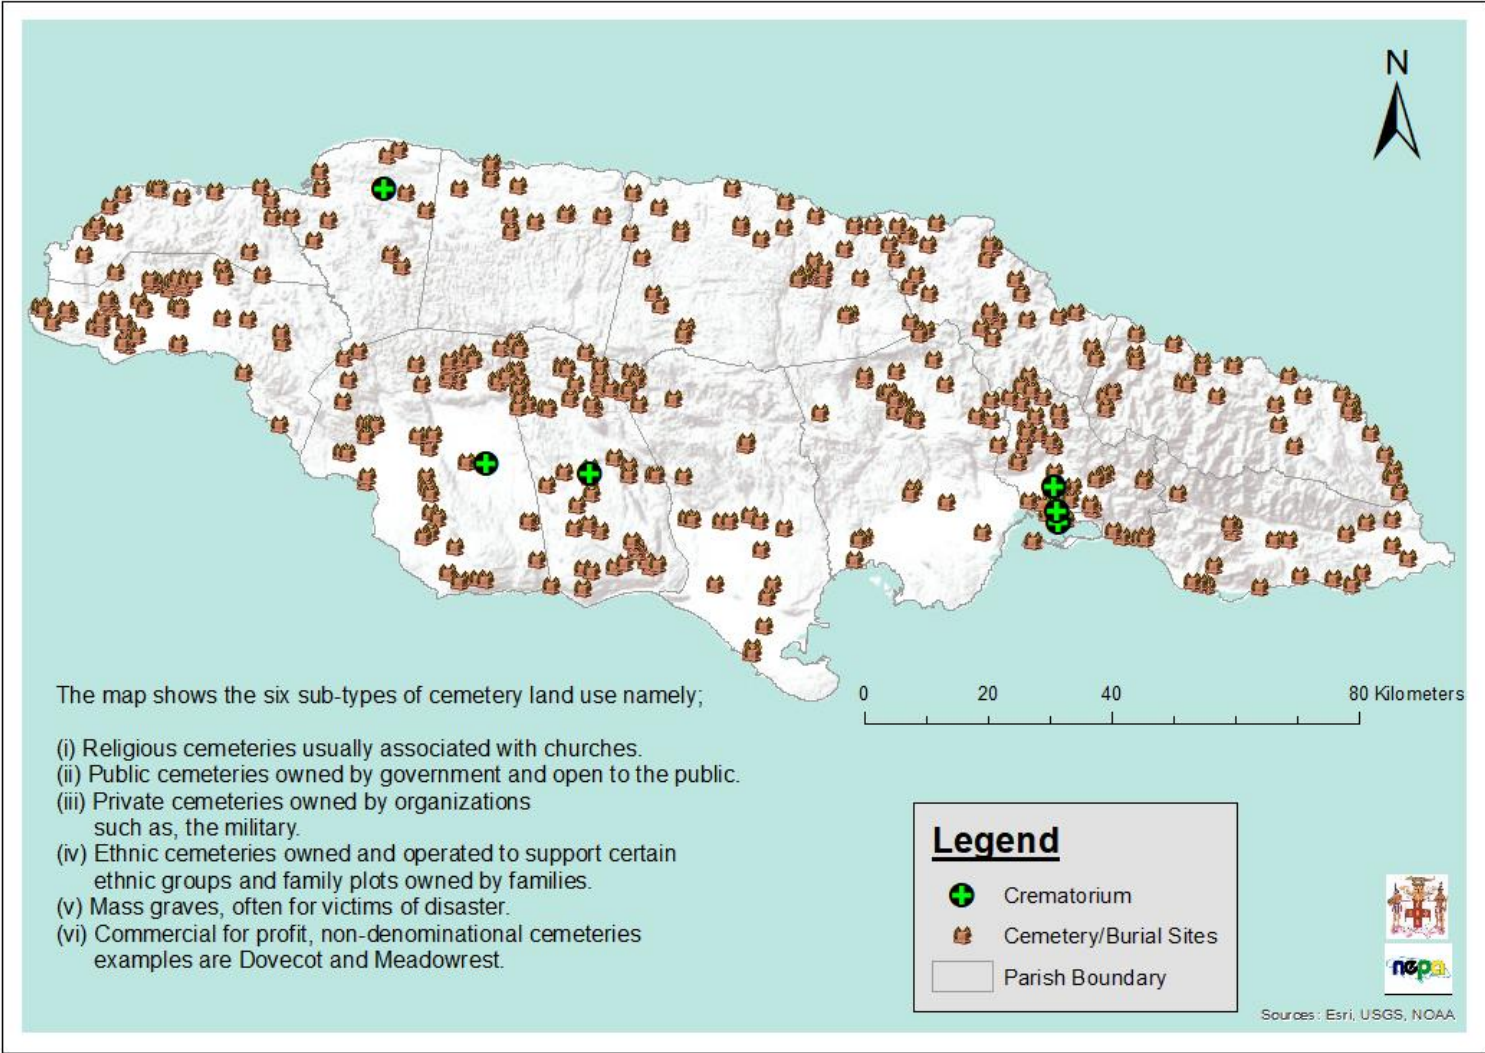 N
The map shows the six sub-types of cemetery land use namely;
(i) Religious cemeteries usually associated with churches.
(ii) Public cemeteries owned by government and open to the public.
(iii) Private cemeteries owned by organizations
such as, the military.
(iv) Ethnic cemeteries owned and operated to support certain
ethnic groups and family plots owned by families.
(v) Mass graves, often for victims of disaster.
(vi) Commercial for profit, non-denominational cemeteries
examples are Dovecot and Meadowrest.
0 20 40 80 Kilometers
Legend
Crematorium
Cemetery/Burial Sites
Parish Boundary
nepa
Sources: Esri, USGS, NOAA